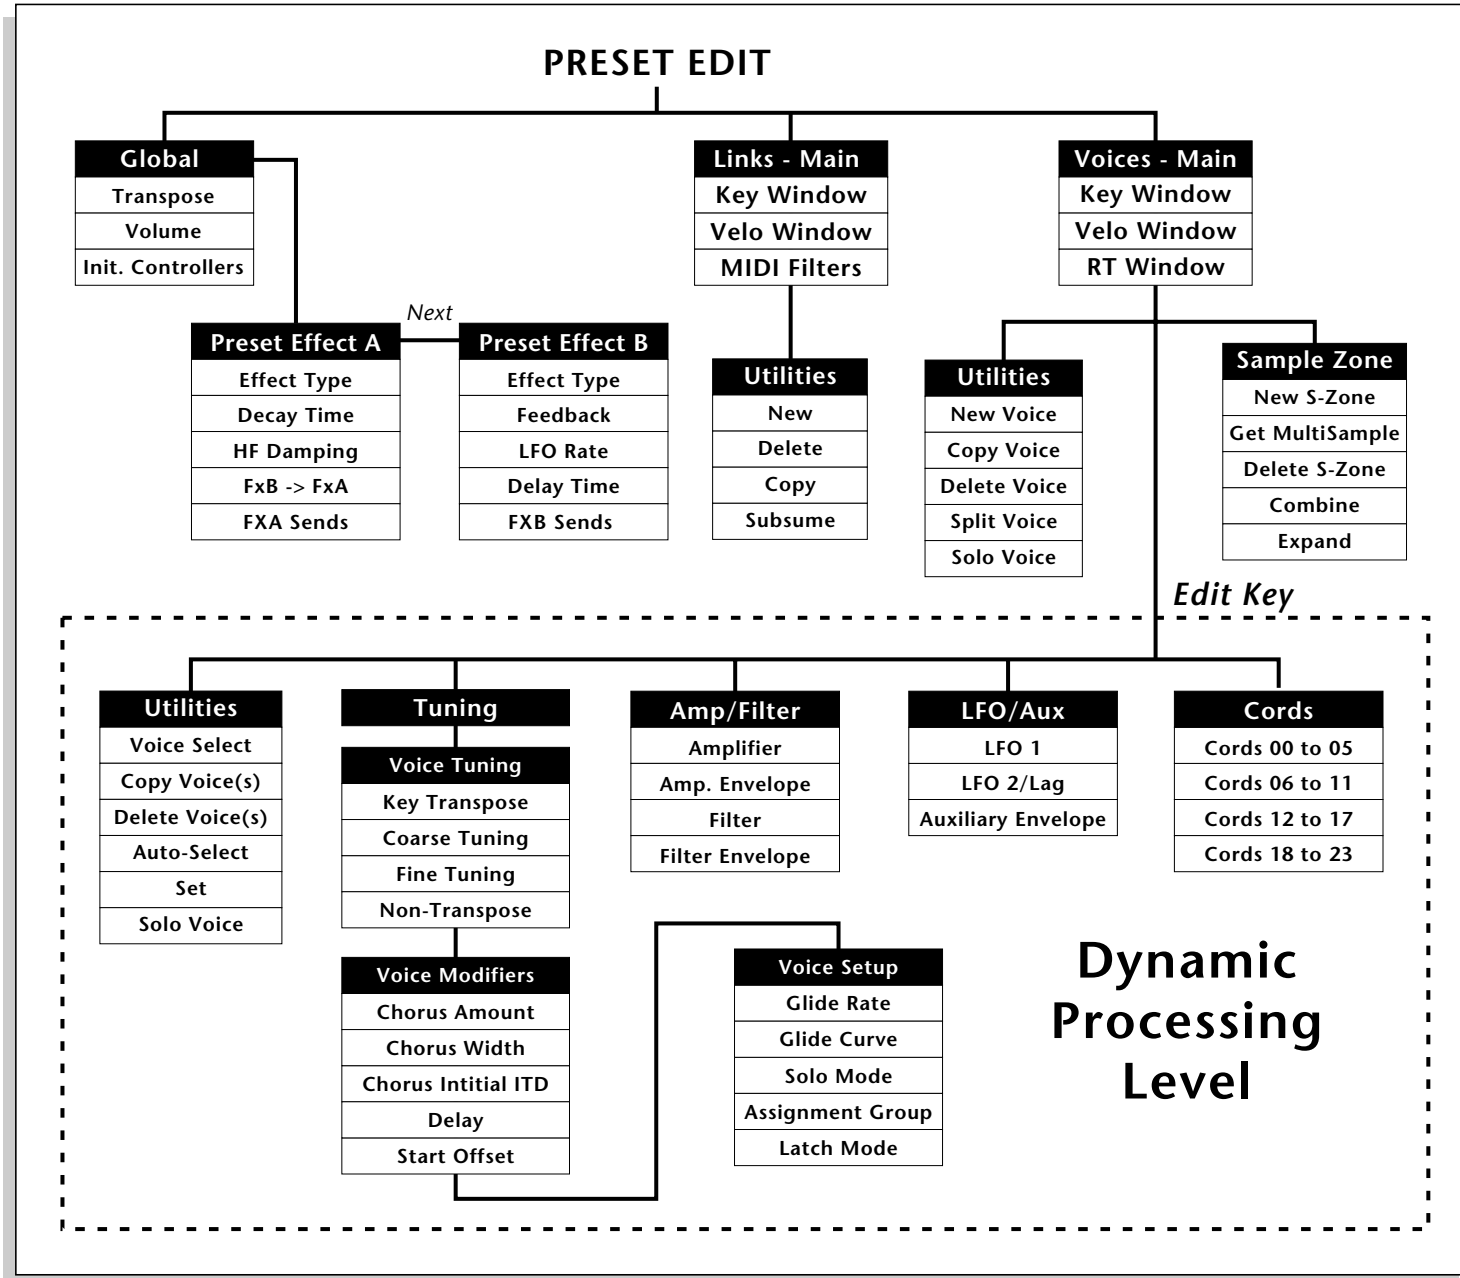 PRESET EDIT
Global
Transpose
Volume
Init. Controllers
Links - Main
Key Window
Velo Window
MIDI Filters
Voices - Main
Key Window
Velo Window
RT Window
Next
Preset Effect A
Effect Type
Decay Time
HF Damping
FxB -> FxA
FXA Sends
Preset Effect B
Effect Type
Feedback
LFO Rate
Delay Time
FXB Sends
Utilities
New
Delete
Copy
Subsume
Utilities
New Voice
Copy Voice
Delete Voice
Split Voice
Solo Voice
Sample Zone
New S-Zone
Get MultiSample
Delete S-Zone
Combine
Expand
Edit Key
Utilities
Voice Select
Copy Voice(s)
Delete Voice(s)
Auto-Select
Set
Solo Voice
Tuning
Voice Tuning
Key Transpose
Coarse Tuning
Fine Tuning
Non-Transpose
Voice Modifiers
Chorus Amount
Chorus Width
Chorus Intitial ITD
Delay
Start Offset
Amp/Filter
Amplifier
Amp. Envelope
Filter
Filter Envelope
LFO/Aux
LFO 1
LFO 2/Lag
Auxiliary Envelope
Cords
Cords 00 to 05
Cords 06 to 11
Cords 12 to 17
Cords 18 to 23
Voice Setup
Glide Rate
Glide Curve
Solo Mode
Assignment Group
Latch Mode
Dynamic
Processing
Level